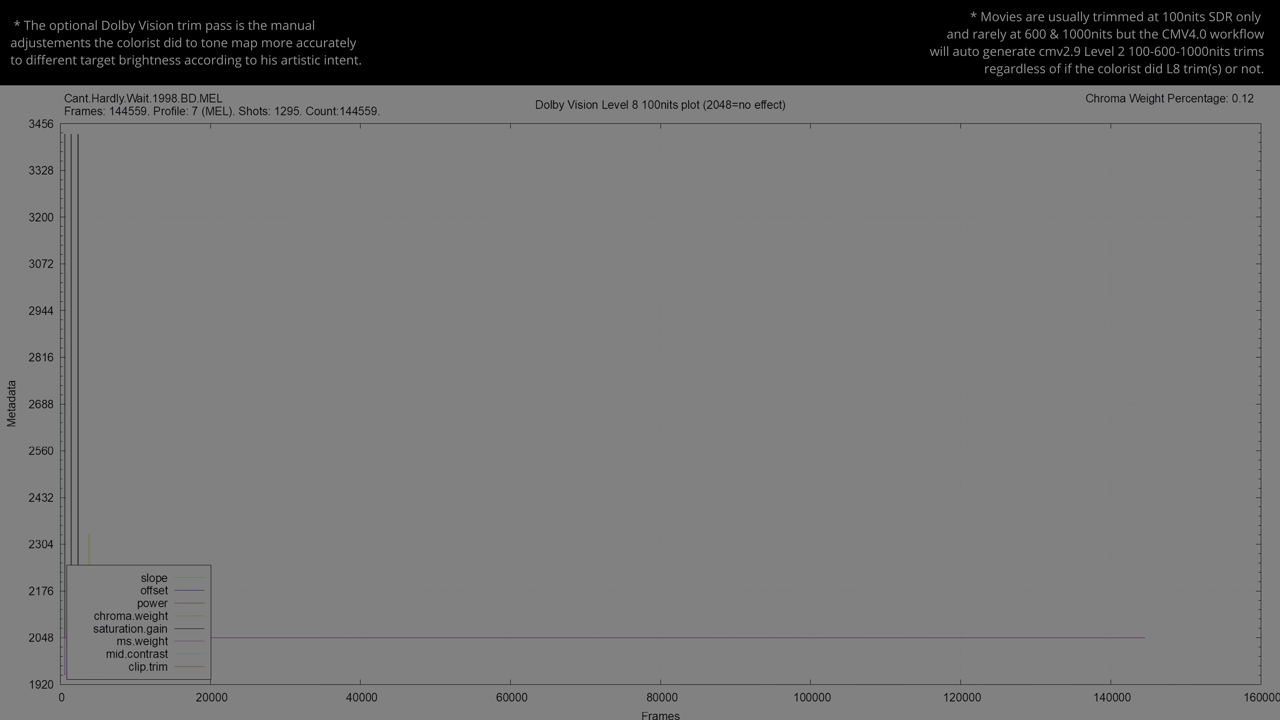 * The optional Dolby Vision trim pass is the manual
adjustements the colorist did to tone map more accurately
to different target brightness according to his artistic intent.
* Movies are usually trimmed at 100nits SDR only
and rarely at 600 & 1000nits but the CMV4.0 workflow
will auto generate cmv2.9 Level 2 100-600-1000nits trims
regardless of if the colorist did L8 trim(s) or not.
Cant.Hardly.Wait.1998.BD.MEL
Frames: 144559. Profile: 7 (MEL). Shots: 1295. Count:144559.
Dolby Vision Level 8 100nits plot (2048=no effect)
Chroma Weight Percentage: 0.12
3456
3328
3200
3072
2944
2816
2688
2560
2432
2304
2176
2048
1920
Metadata
slope
offset
power
chroma.weight
saturation.gain
ms.weight
mid.contrast
clip.trim
0 20000 40000 60000 80000 100000 120000 140000 160000
Frames